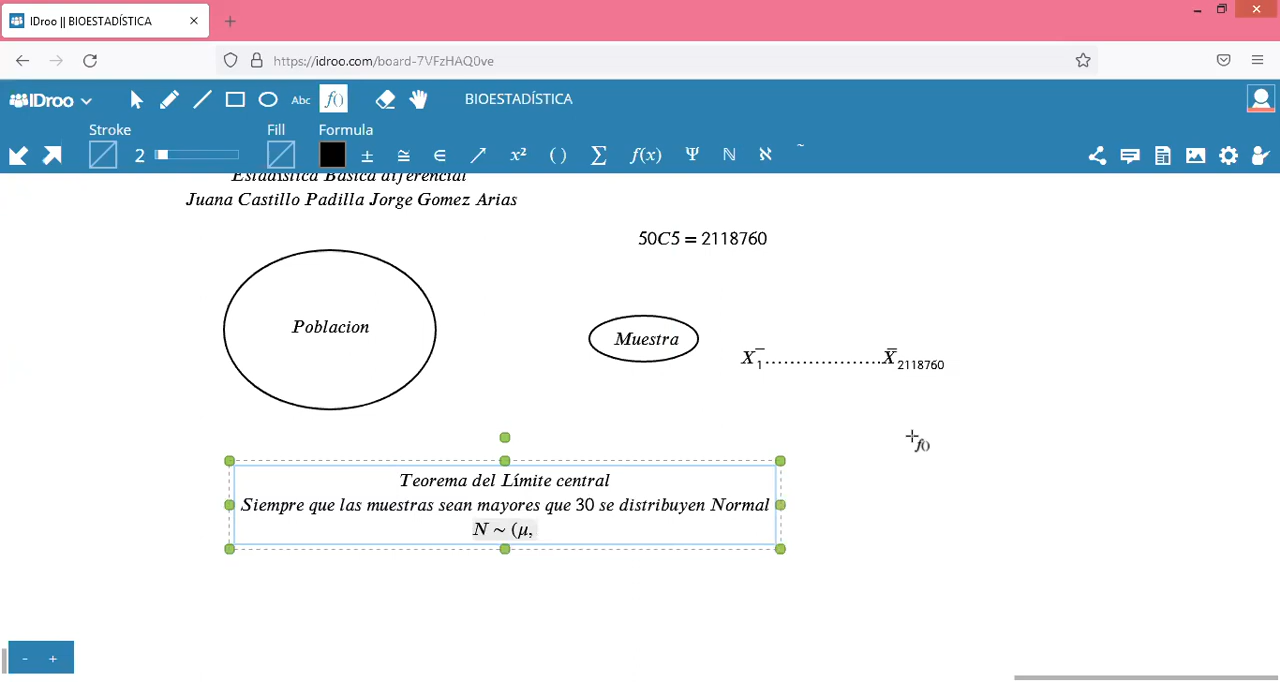 IDroo || BIOESTADÍSTICA
https://idroo.com/board-7VFzHAQ0ve
IDroo
Abc
f()
BIOESTADÍSTICA
Stroke
Fill
Formula
2
± ≅ ∈ x² ( ) ∑ f(x) Ψ ℕ ℵ ~
Estadística Básica diferencial
Juana Castillo Padilla Jorge Gomez Arias
50C5 = 2118760
Poblacion
Muestra
X̅₁...................X̅₂₁₁₈₇₆₀
f()
Teorema del Límite central
Siempre que las muestras sean mayores que 30 se distribuyen Normal
N ~ (μ,
- +